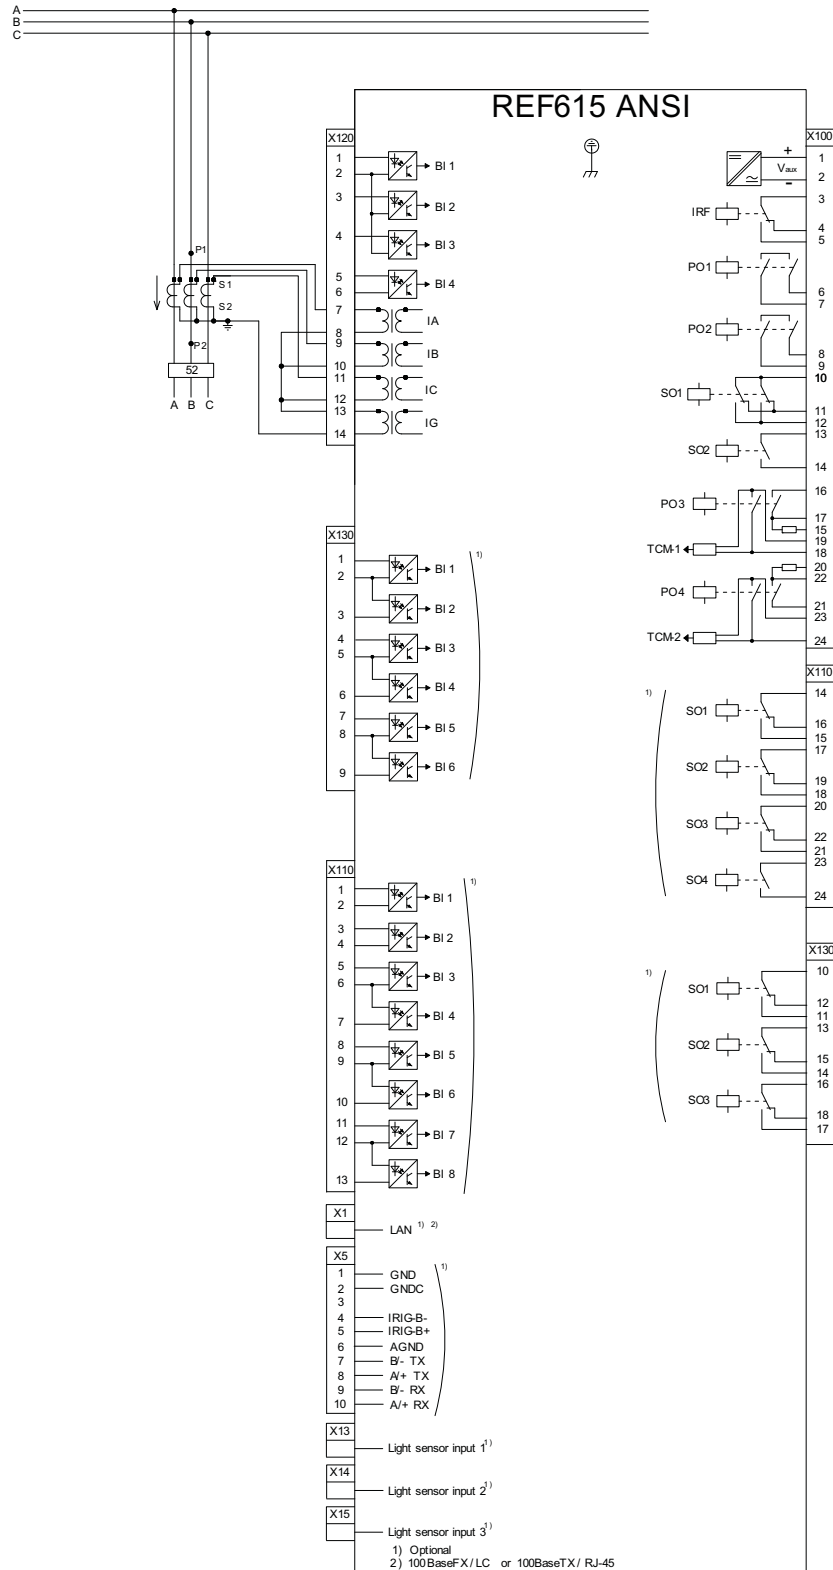 A
B
C
REF615 ANSI
X120
1
2
3
4
5
6
7
8
9
10
11
12
13
14
BI 1
BI 2
BI 3
BI 4
IA
IB
IC
IG
P1
S1
S2
P2
52
A B C
X130
1
2
3
4
5
6
7
8
9
BI 1
BI 2
BI 3
BI 4
BI 5
BI 6
1)
X110
1
2
3
4
5
6
7
8
9
10
11
12
13
BI 1
BI 2
BI 3
BI 4
BI 5
BI 6
BI 7
BI 8
1)
X1
LAN 1) 2)
X5
1 GND
2 GNDC
3
4 IRIG-B-
5 IRIG-B+
6 AGND
7 B/- TX
8 A/+ TX
9 B/- RX
10 A/+ RX
1)
X13
Light sensor input 1 1)
X14
Light sensor input 2 1)
X15
Light sensor input 3 1)
1) Optional
2) 100BaseFX / LC or 100BaseTX / RJ-45
X100
+
Vaux
-
1
2
IRF
3
4
5
PO1
6
7
PO2
8
9
10
SO1
11
12
13
SO2
14
16
PO3
17
15
19
TCM-1
18
20
22
PO4
21
23
TCM-2
24
X110
1)
14
SO1
16
15
17
SO2
19
18
20
SO3
22
21
23
SO4
24
X130
1)
10
SO1
12
11
13
SO2
15
14
16
SO3
18
17